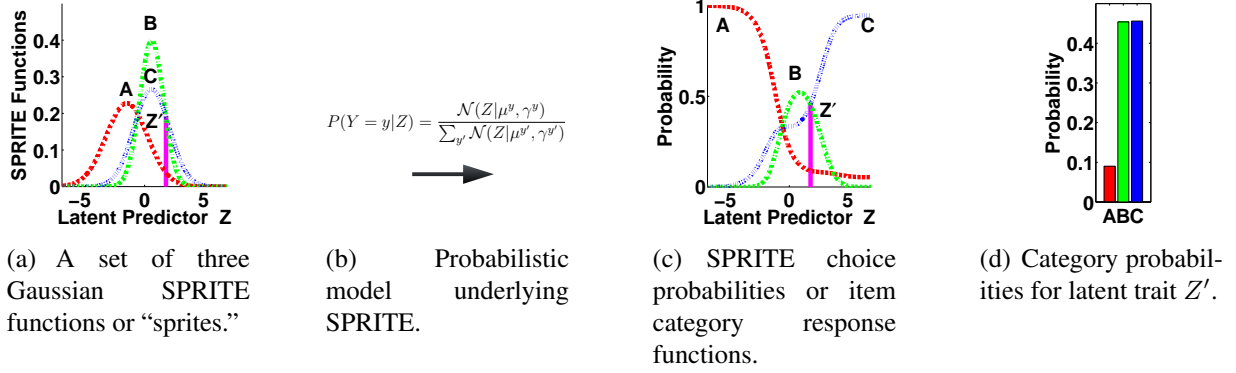 SPRITE Functions
0.4
0.3
0.2
0.1
0
A
B
C
Z′
−5 0 5
Latent Predictor Z
(a) A set of three
Gaussian SPRITE
functions or “sprites.”
P(Y = y|Z) = N(Z|μ^y, γ^y) / ∑_{y′} N(Z|μ^{y′}, γ^{y′})
(b) Probabilistic
model underlying
SPRITE.
Probability
1
0.5
0
A
B
C
Z′
−5 0 5
Latent Predictor Z
(c) SPRITE choice
probabilities or item
category response
functions.
Probability
0.4
0.3
0.2
0.1
0
ABC
(d) Category probabil-
ities for latent trait Z′.